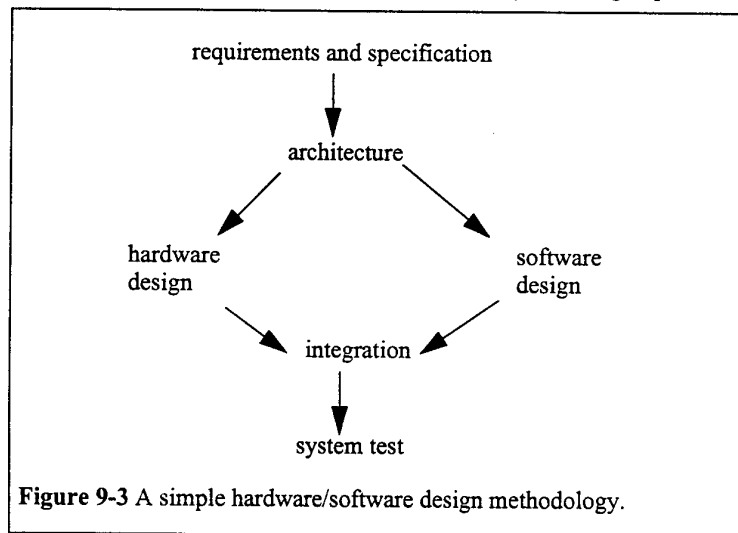 requirements and specification
architecture
hardware
design
software
design
integration
system test
Figure 9-3 A simple hardware/software design methodology.